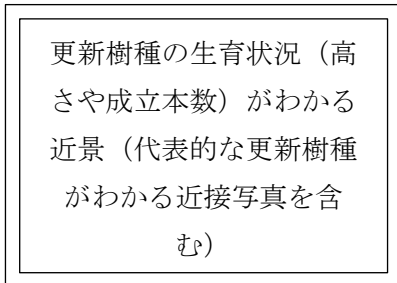 更新樹種の生育状況（高
さや成立本数）がわかる
近景（代表的な更新樹種
がわかる近接写真を含
む）